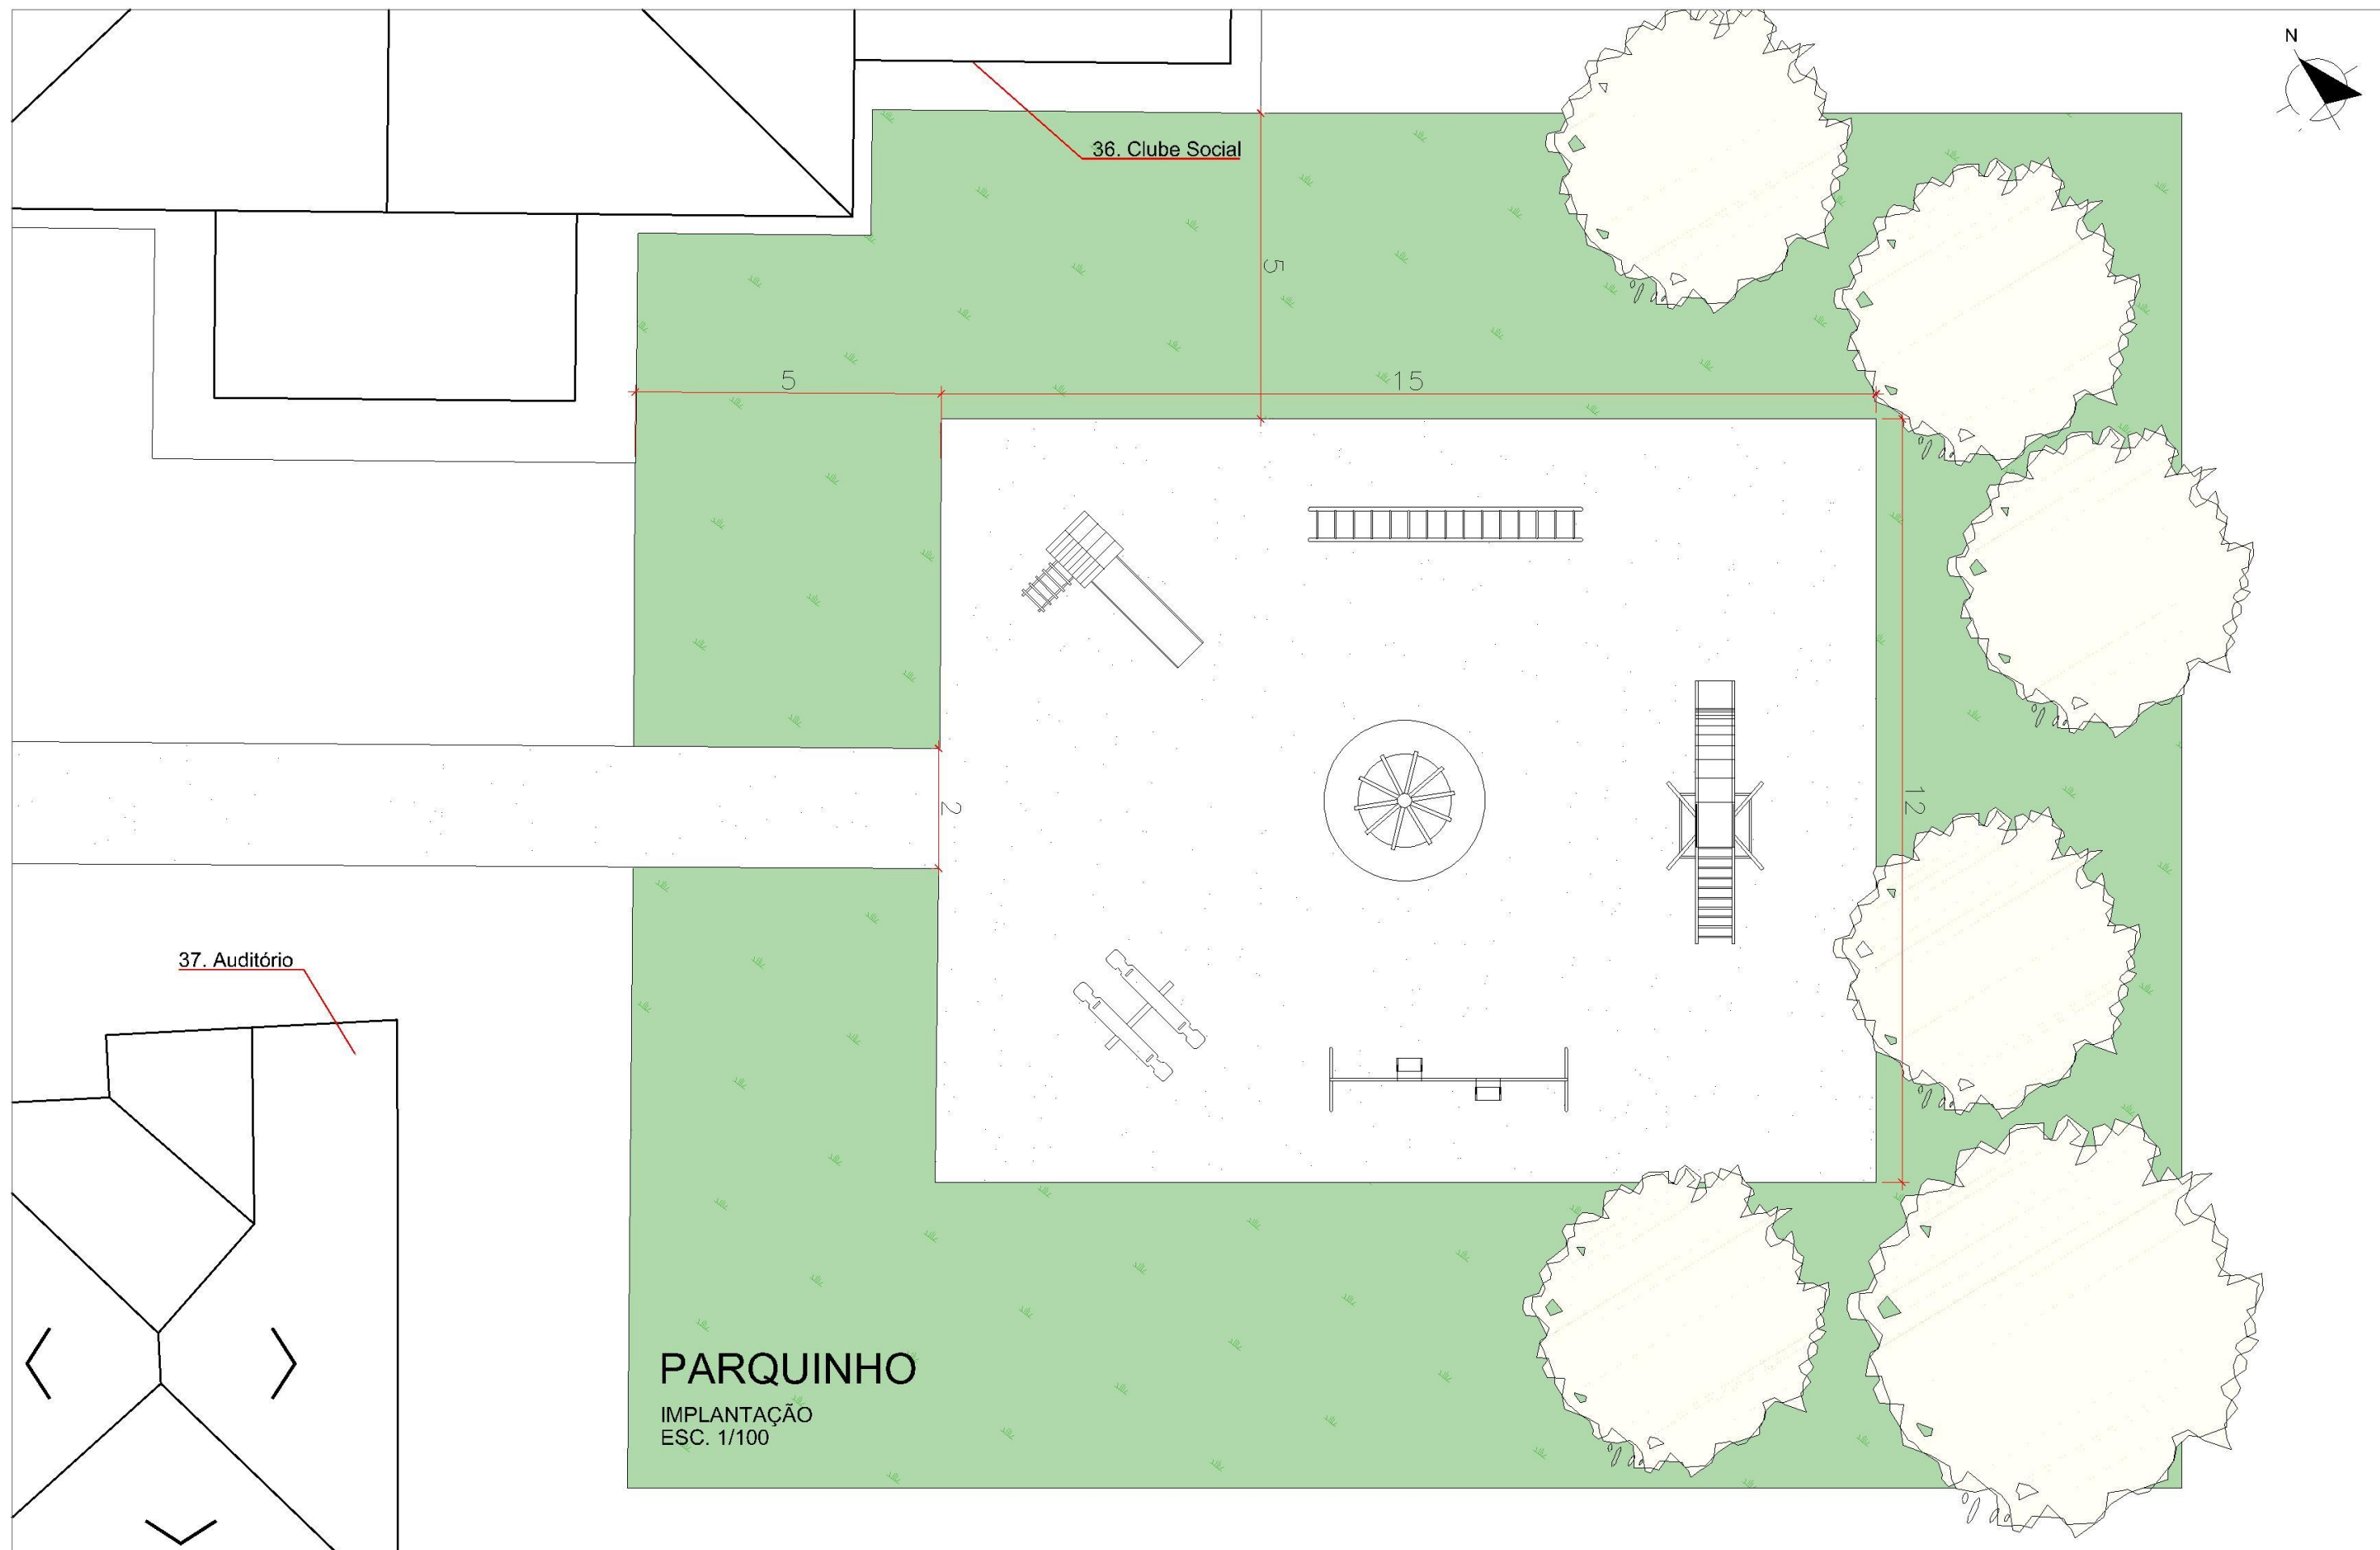 N
36. Clube Social
5
5
15
2
12
37. Auditório
PARQUINHO
IMPLANTAÇÃO
ESC. 1/100